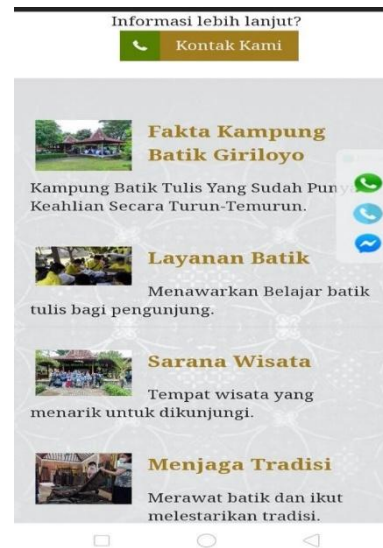 Informasi lebih lanjut?
Kontak Kami
Fakta Kampung
Batik Giriloyo
Kampung Batik Tulis Yang Sudah Punya
Keahlian Secara Turun-Temurun.
Layanan Batik
Menawarkan Belajar batik
tulis bagi pengunjung.
Sarana Wisata
Tempat wisata yang
menarik untuk dikunjungi.
Menjaga Tradisi
Merawat batik dan ikut
melestarikan tradisi.